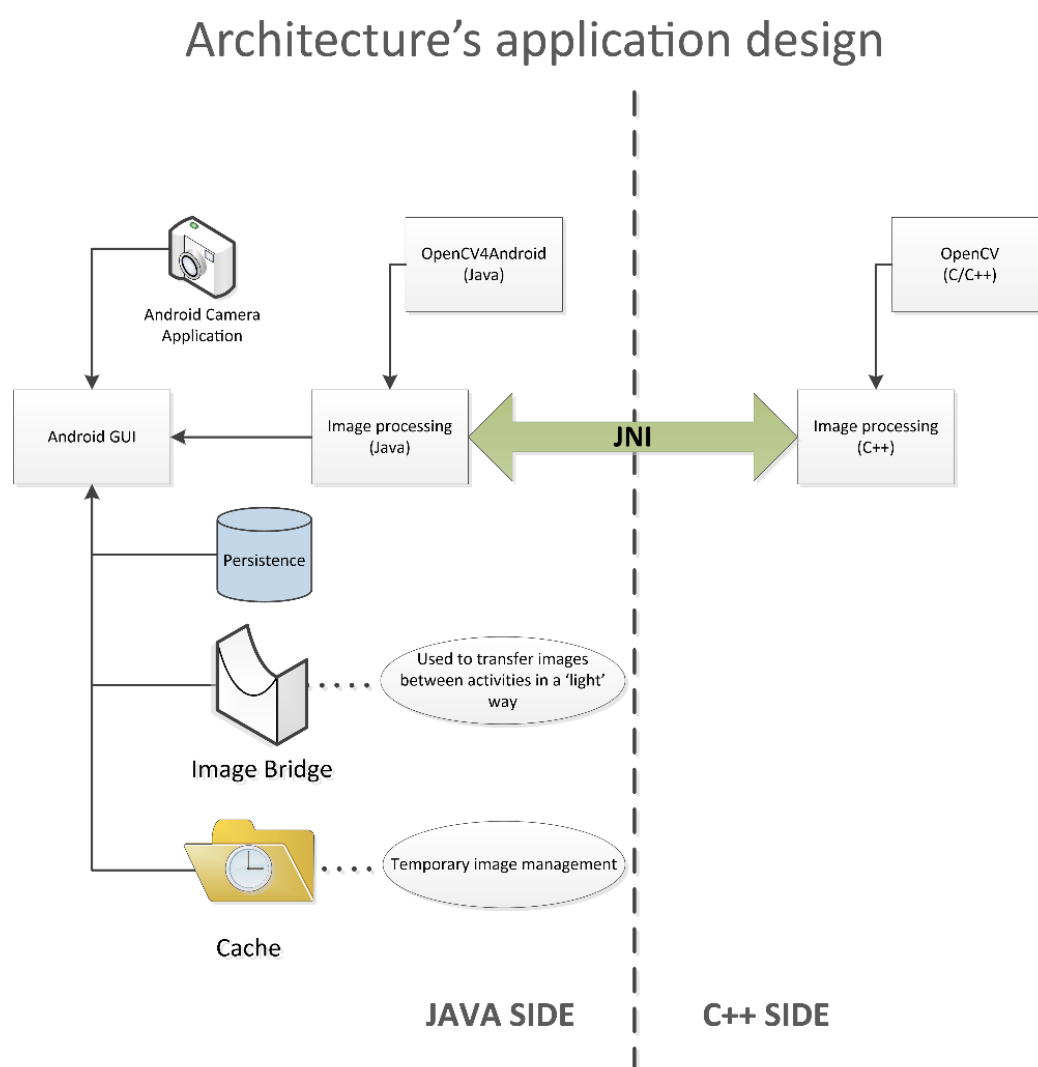 Architecture’s application design
OpenCV4Android
(Java)
OpenCV
(C/C++)
Android Camera
Application
Android GUI
Image processing
(Java)
JNI
Image processing
(C++)
Persistence
Used to transfer images
between activities in a ‘light’
way
Image Bridge
Temporary image management
Cache
JAVA SIDE
C++ SIDE